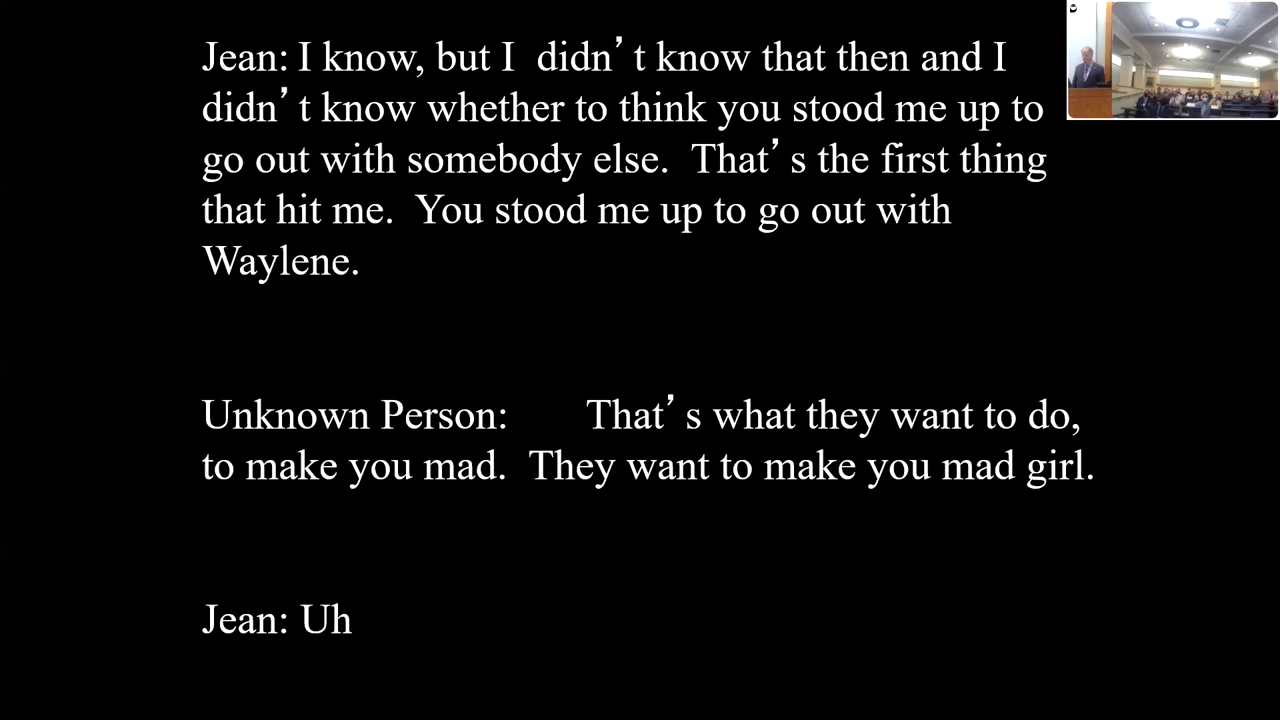 Jean: I know, but I didn’t know that then and I
didn’t know whether to think you stood me up to
go out with somebody else. That’s the first thing
that hit me. You stood me up to go out with
Waylene.
Unknown Person: That’s what they want to do,
to make you mad. They want to make you mad girl.
Jean: Uh